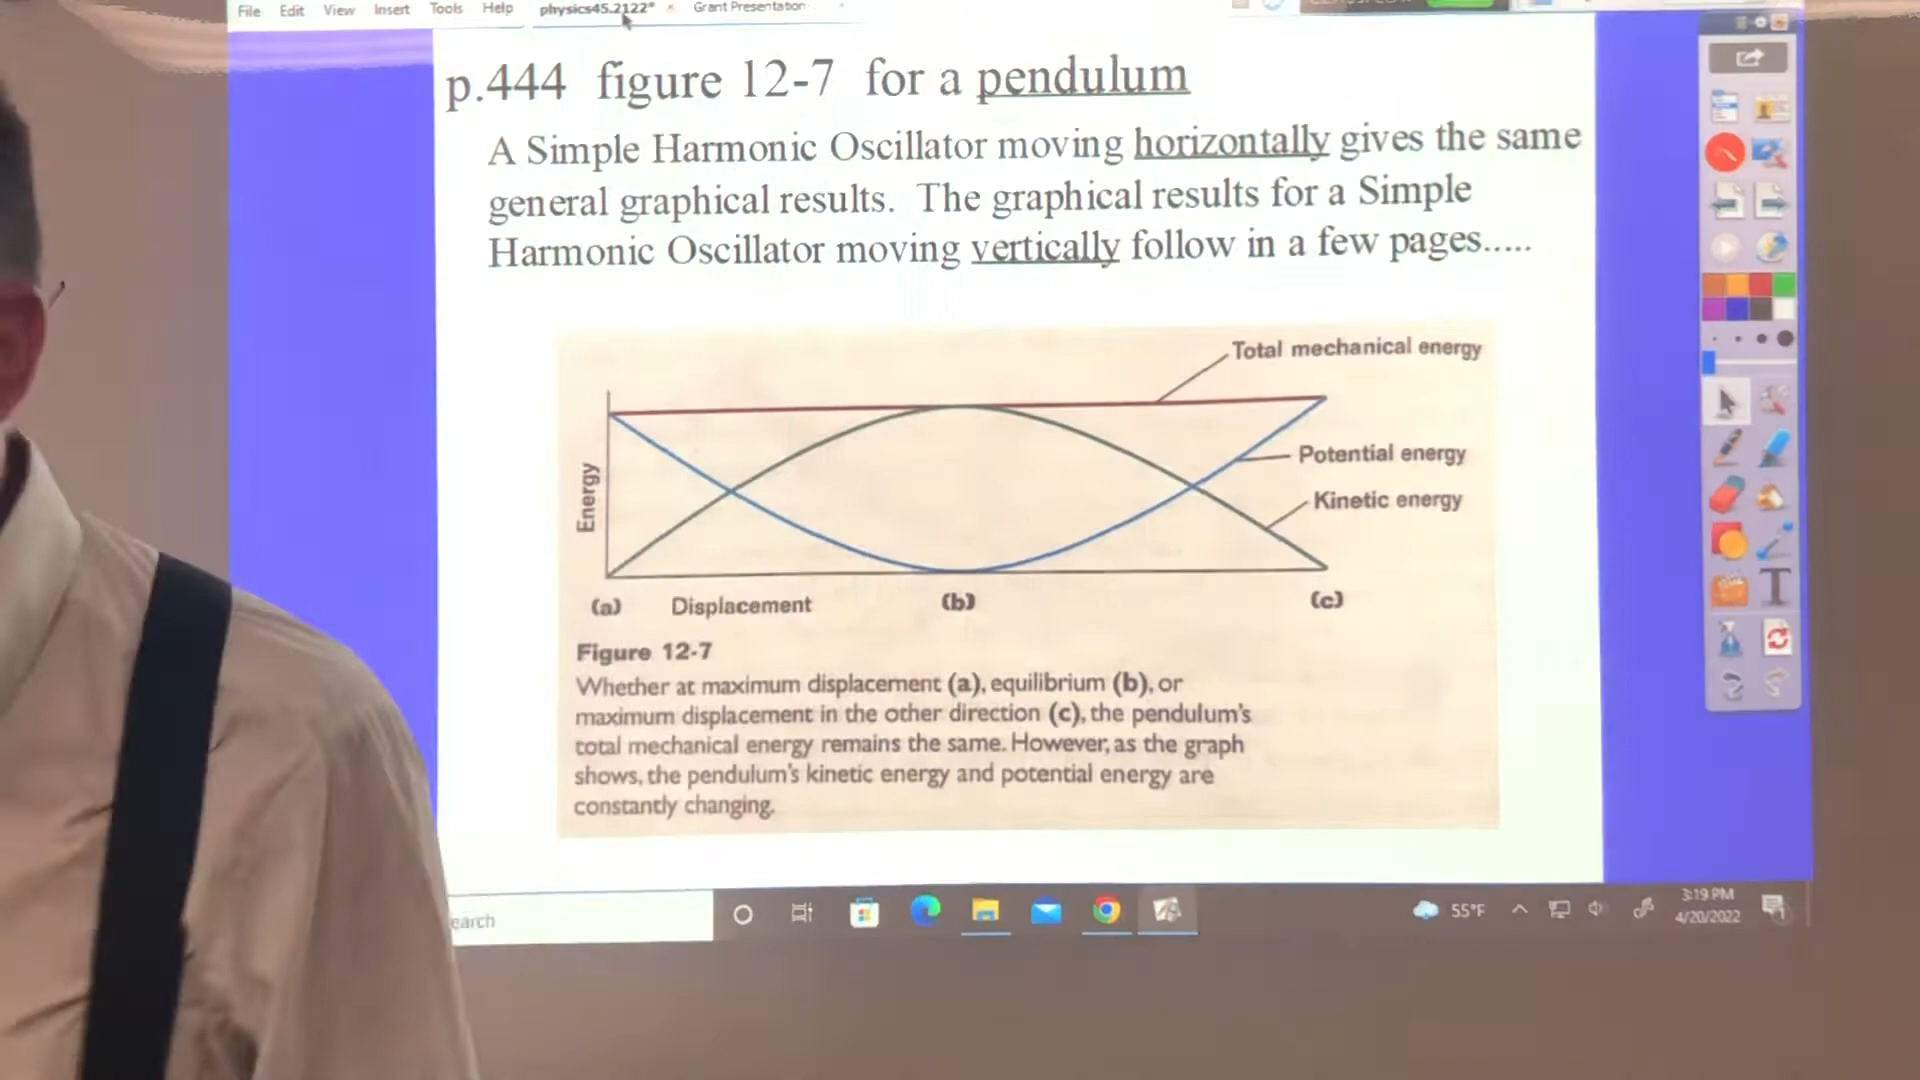 File Edit View Insert Tools Help physics45.2122* Grant Presentation
p.444 figure 12-7 for a pendulum
A Simple Harmonic Oscillator moving horizontally gives the same
general graphical results. The graphical results for a Simple
Harmonic Oscillator moving vertically follow in a few pages.....
Total mechanical energy
Potential energy
Kinetic energy
Energy
(a) Displacement (b) (c)
Figure 12-7
Whether at maximum displacement (a), equilibrium (b), or
maximum displacement in the other direction (c), the pendulum's
total mechanical energy remains the same. However, as the graph
shows, the pendulum's kinetic energy and potential energy are
constantly changing.
T
earch
55°F
3:19 PM
4/20/2022